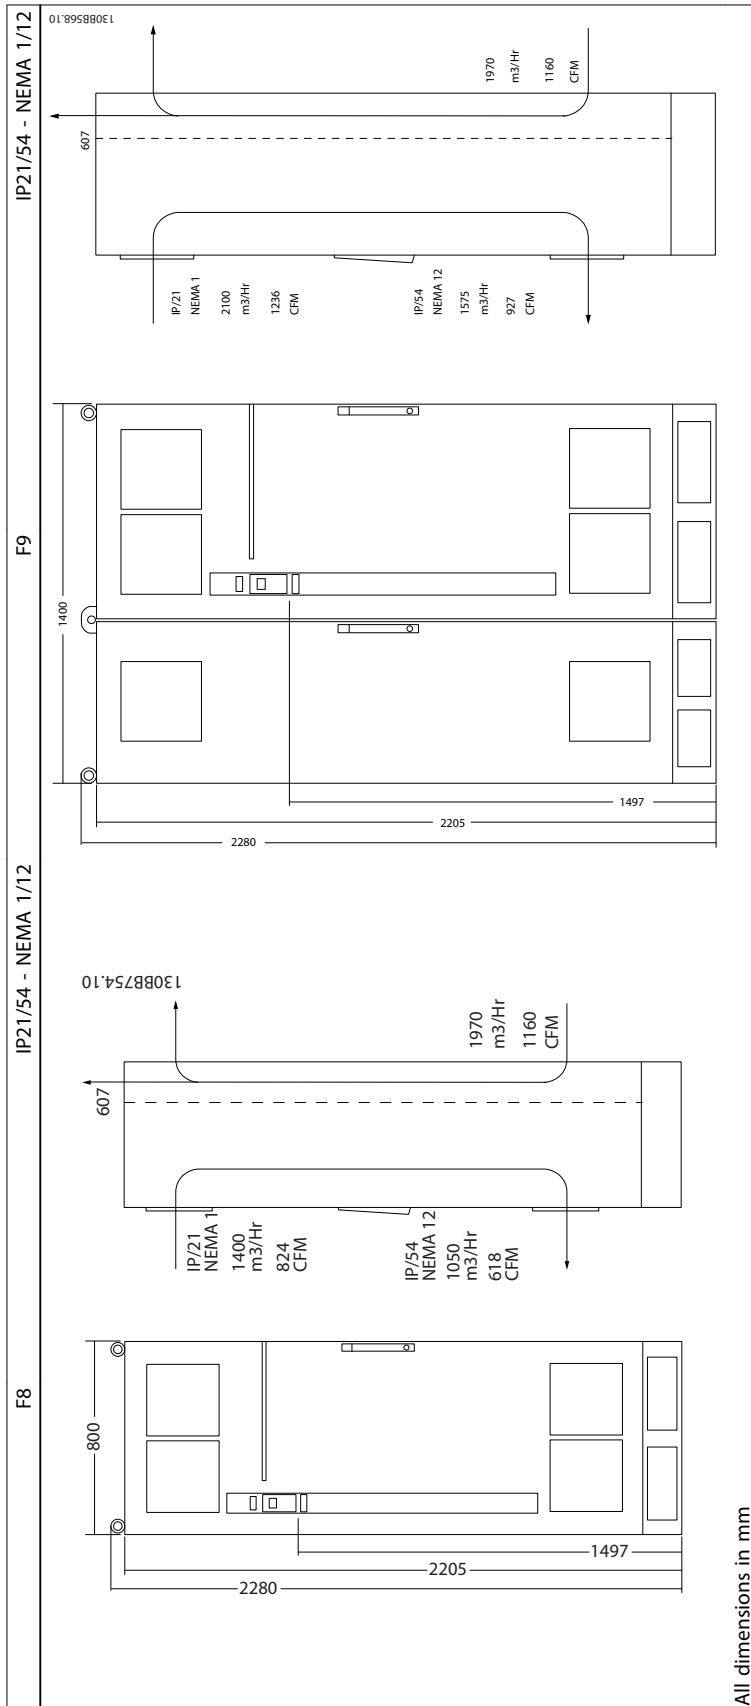 F8
IP21/54 - NEMA 1/12
F9
IP21/54 - NEMA 1/12
800
2280
2205
1497
IP/21
NEMA 1
1400
m3/Hr
824
CFM
IP/54
NEMA 12
1050
m3/Hr
618
CFM
607
1970
m3/Hr
1160
CFM
130BB754.10
1400
2280
2205
1497
IP/21
NEMA 1
2100
m3/Hr
1236
CFM
IP/54
NEMA 12
1575
m3/Hr
927
CFM
607
1970
m3/Hr
1160
CFM
130BB568.10
All dimensions in mm